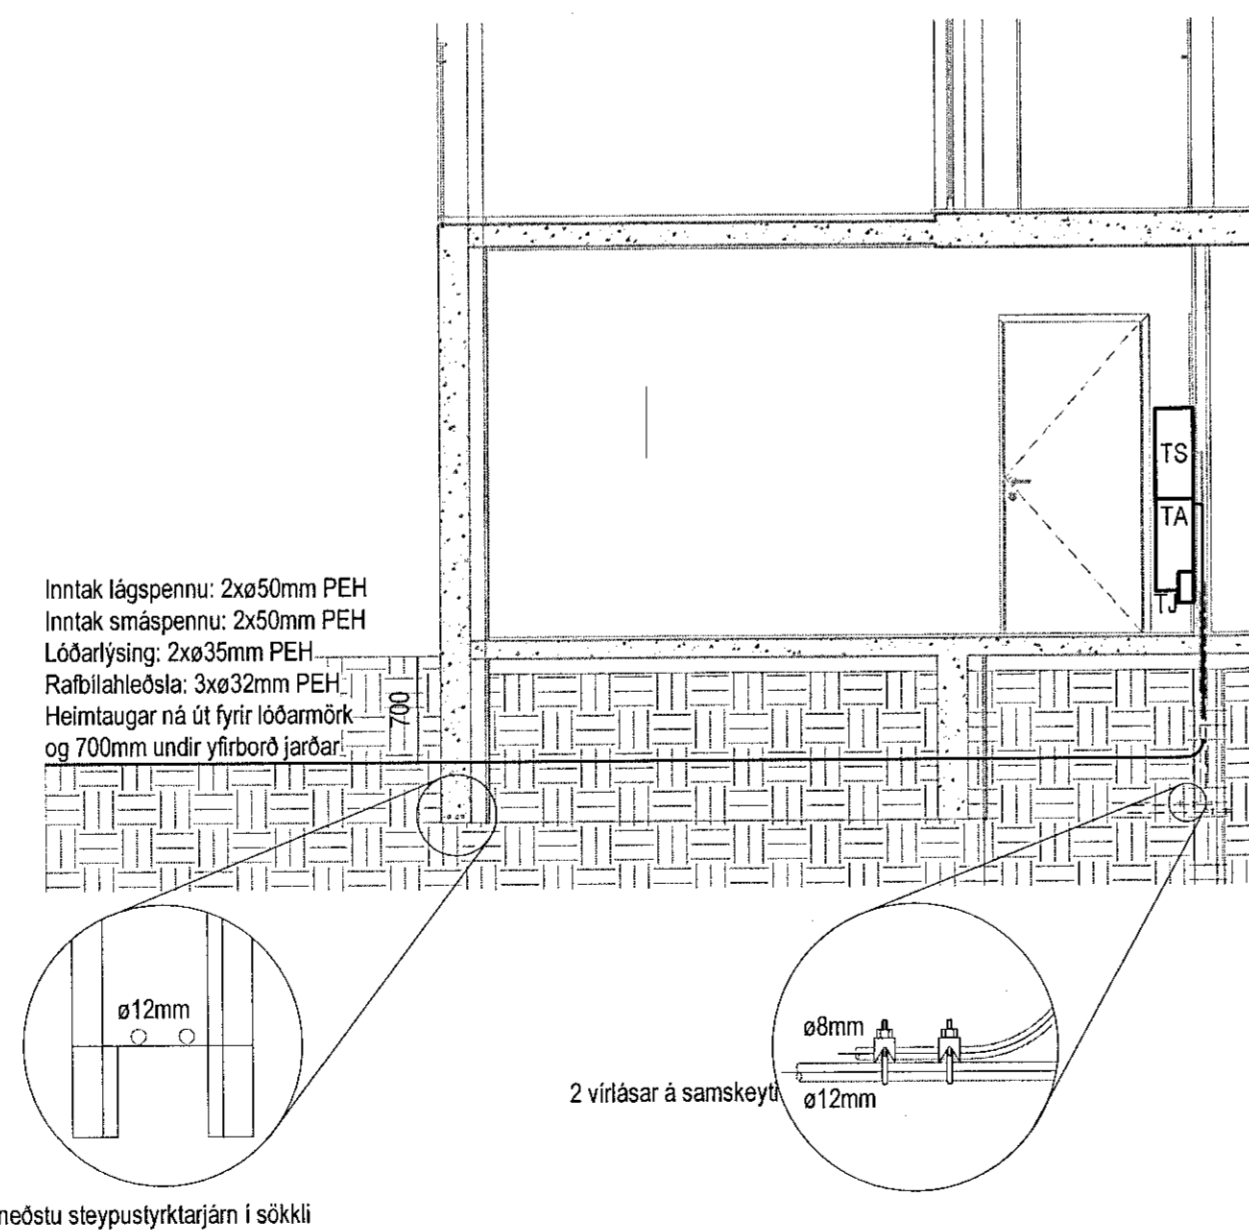 TS
TA
TJ
Inntak lágspennu: 2xø50mm PEH
Inntak smáspennu: 2x50mm PEH
Lóðarlýsing: 2xø35mm PEH
Rafbílahleðsla: 3xø32mm PEH
Heimtaugar ná út fyrir lóðarmörk
og 700mm undir yfirborð jarðar
700
ø12mm
ø8mm
2 vírlásar á samskeyti
ø12mm
neðstu steypustyrktarjárn í sökkli